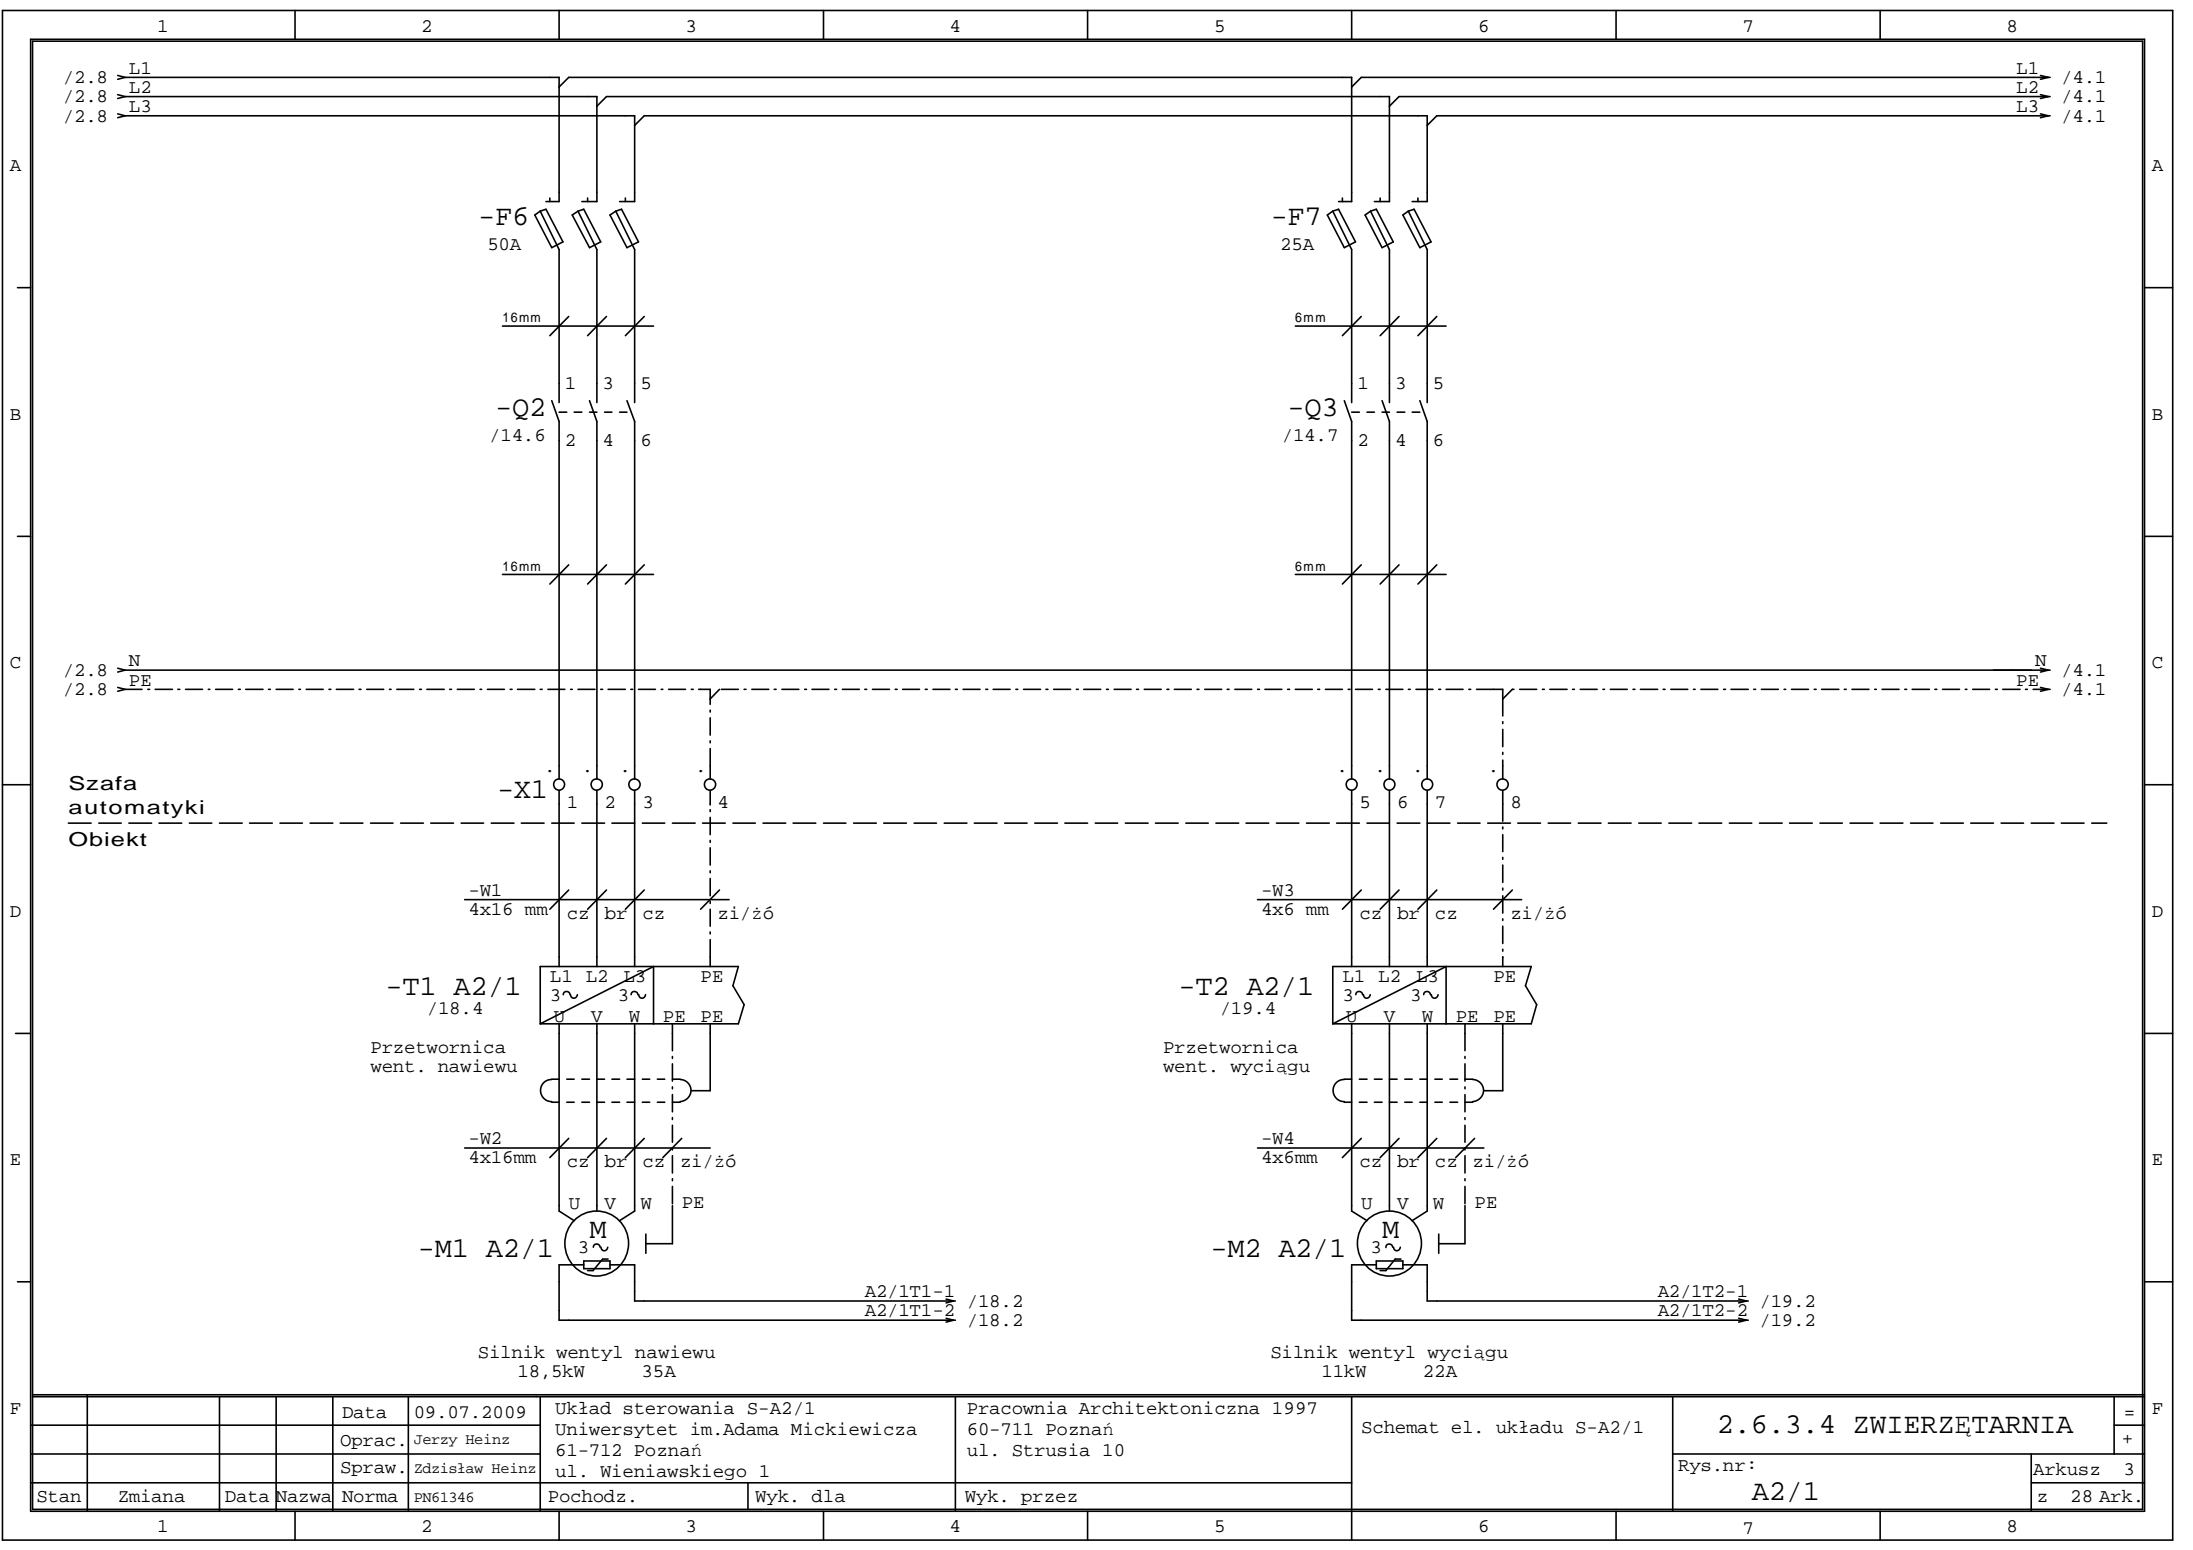 1 2 3 4 5 6 7 8
/2.8 L1 L1 /4.1
/2.8 L2 L2 /4.1
/2.8 L3 L3 /4.1
A A
-F6 -F7
50A 25A
16mm 6mm
1 3 5 1 3 5
B -Q2 -Q3 B
/14.6 2 4 6 /14.7 2 4 6
16mm 6mm
C C
/2.8 N N /4.1
/2.8 PE PE /4.1
Szafa
automatyki
-X1 1 2 3 4 5 6 7 8
Obiekt
-W1 -W3
4x16 mm cz br cz zi/żó 4x6 mm cz br cz zi/żó
D D
L1 L2 L3 PE L1 L2 L3 PE
-T1 A2/1 3~ 3~ -T2 A2/1 3~ 3~
/18.4 /19.4
U V W PE PE U V W PE PE
Przetwornica Przetwornica
went. nawiewu went. wyciągu
-W2 -W4
4x16mm cz br cz zi/żó 4x6mm cz br cz zi/żó
E E
U V W PE U V W PE
-M1 A2/1 M 3~ -M2 A2/1 M 3~
A2/1T1-1 /18.2 A2/1T2-1 /19.2
A2/1T1-2 /18.2 A2/1T2-2 /19.2
Silnik wentyl nawiewu Silnik wentyl wyciągu
18,5kW 35A 11kW 22A
F F
Data 09.07.2009
Oprac. Jerzy Heinz
Spraw. Zdzisław Heinz
Stan Zmiana Data Nazwa Norma PN61346
Układ sterowania S-A2/1
Uniwersytet im.Adama Mickiewicza
61-712 Poznań
ul. Wieniawskiego 1
Pochodz. Wyk. dla
Pracownia Architektoniczna 1997
60-711 Poznań
ul. Strusia 10
Wyk. przez
Schemat el. układu S-A2/1
2.6.3.4 ZWIERZĘTARNIA
=
+
Rys.nr:
A2/1
Arkusz 3
z 28 Ark.
1 2 3 4 5 6 7 8